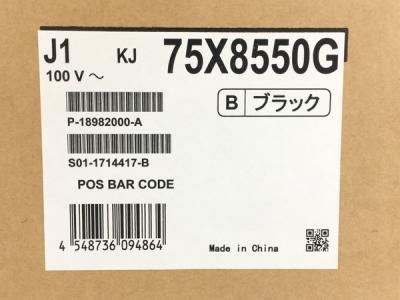 J1 KJ 75X8550G
100 V ～
B ブラック
P-18982000-A
S01-1714417-B
POS BAR CODE
4 548736 094864
Made in China